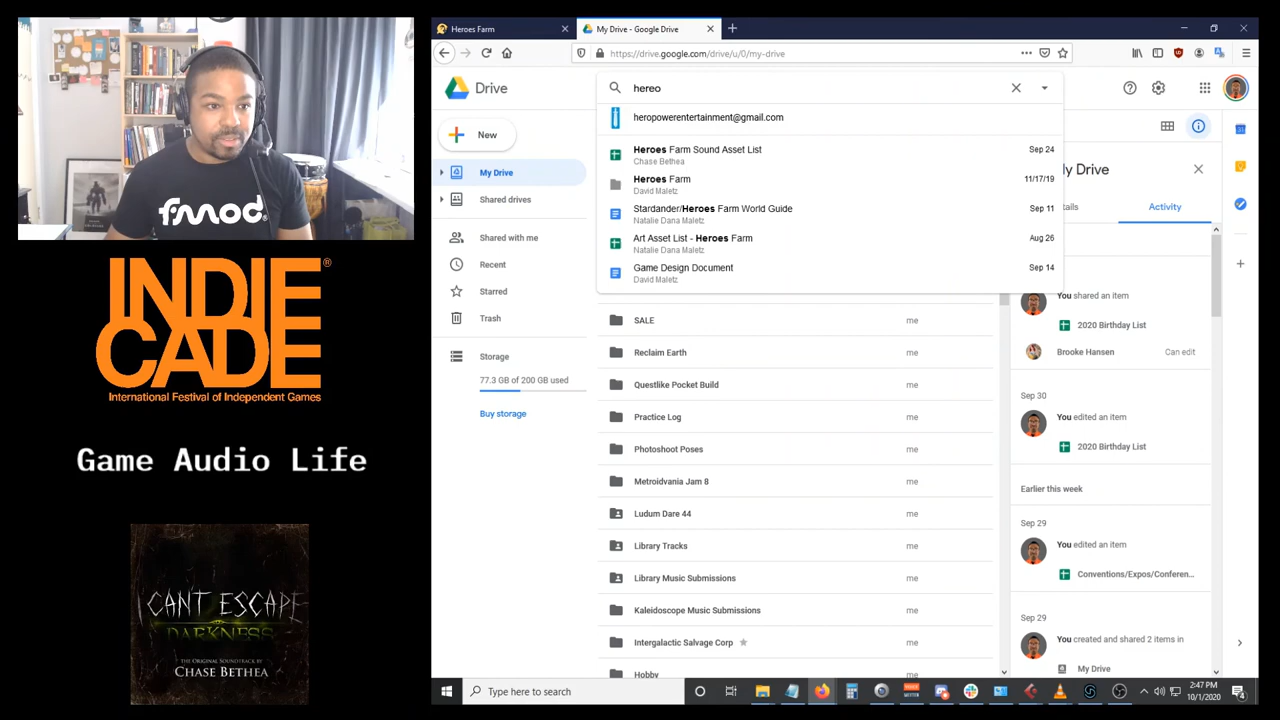 fmod
INDIE
CADE
®
International Festival of Independent Games
Game Audio Life
CANT ESCAPE
THE
DARKNESS
THE ORIGINAL SOUNDTRACK BY
CHASE BETHEA
Heroes Farm
My Drive - Google Drive
https://drive.google.com/drive/u/0/my-drive
Drive
hereo
heropowerentertainment@gmail.com
Heroes Farm Sound Asset List
Sep 24
Chase Bethea
Heroes Farm
11/17/19
David Maletz
Stardander/Heroes Farm World Guide
Sep 11
Natalie Dana Maletz
Art Asset List - Heroes Farm
Aug 26
Natalie Dana Maletz
Game Design Document
Sep 14
David Maletz
New
My Drive
Shared drives
Shared with me
Recent
Starred
Trash
Storage
77.3 GB of 200 GB used
Buy storage
SALE me
Reclaim Earth me
Questlike Pocket Build me
Practice Log me
Photoshoot Poses me
Metroidvania Jam 8 me
Ludum Dare 44 me
Library Tracks me
Library Music Submissions me
Kaleidoscope Music Submissions me
Intergalactic Salvage Corp me
Hobby me
y Drive
tails
Activity
You shared an item
2020 Birthday List
Brooke Hansen Can edit
Sep 30
You edited an item
2020 Birthday List
Earlier this week
Sep 29
You edited an item
Conventions/Expos/Conferen...
Sep 29
You created and shared 2 items in
My Drive
Type here to search
2:47 PM
10/1/2020
4